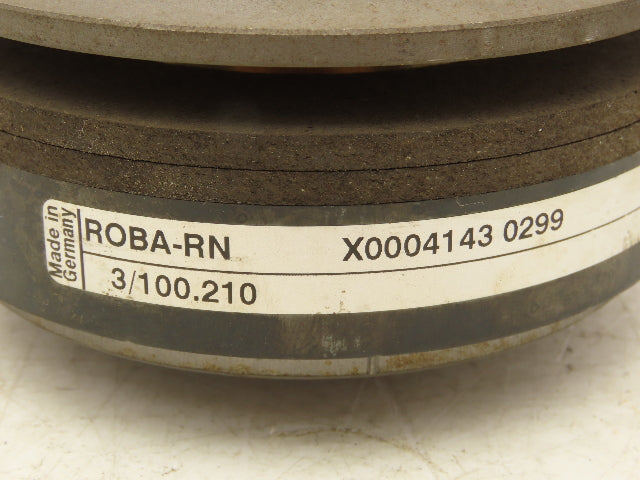 Made in
Germany
ROBA-RN X0004143 0299
3/100.210